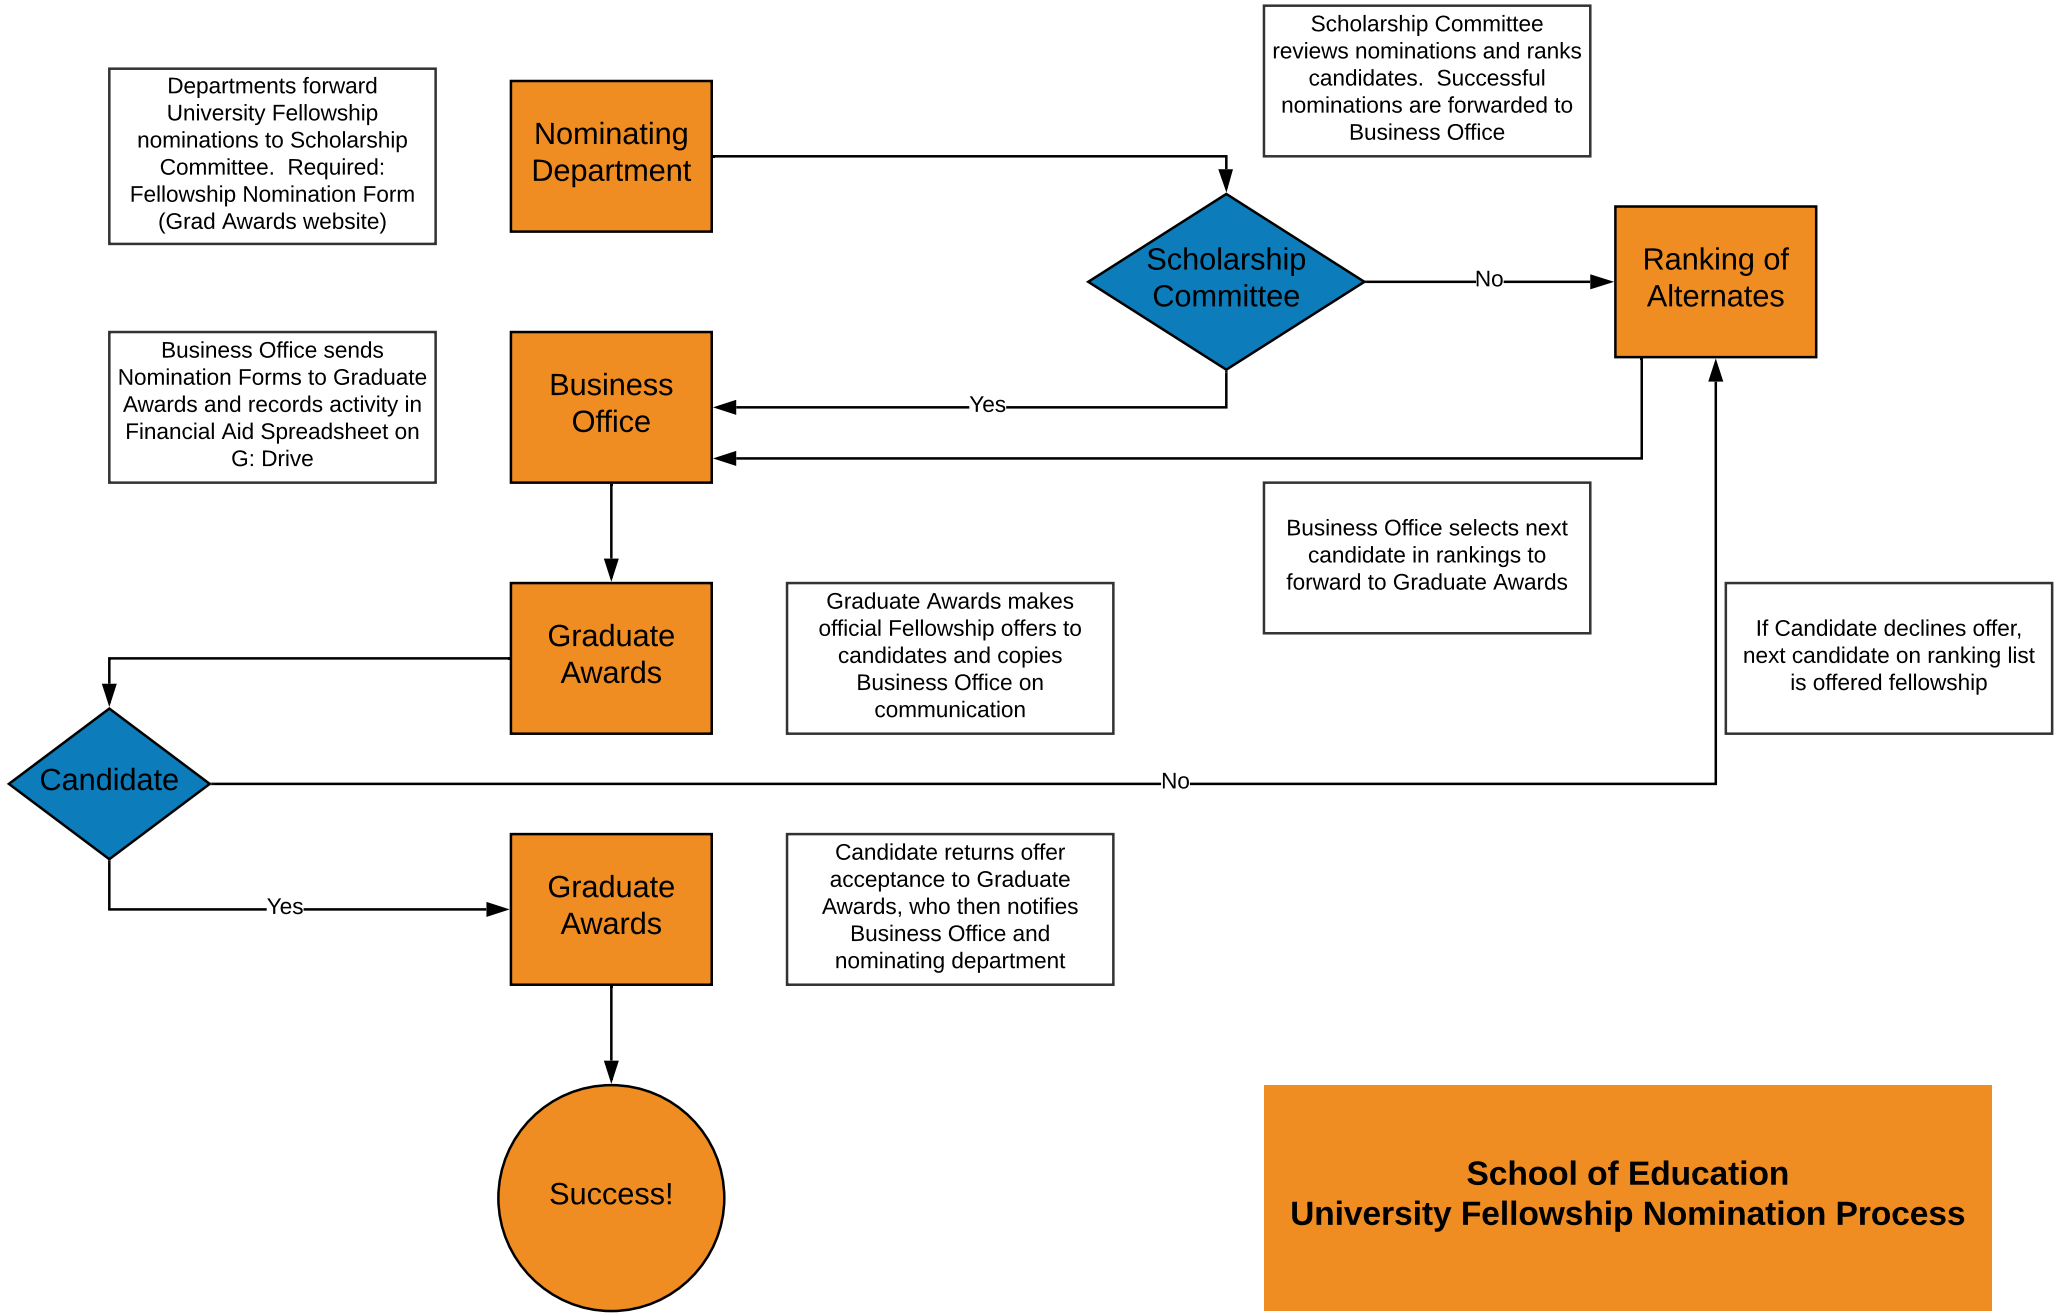 Departments forward
University Fellowship
nominations to Scholarship
Committee.  Required:
Fellowship Nomination Form
(Grad Awards website)
Nominating
Department
Scholarship Committee
reviews nominations and ranks
candidates.  Successful
nominations are forwarded to
Business Office
Scholarship
Committee
No
Ranking of
Alternates
Business Office sends
Nomination Forms to Graduate
Awards and records activity in
Financial Aid Spreadsheet on
G: Drive
Business
Office
Yes
Business Office selects next
candidate in rankings to
forward to Graduate Awards
Graduate
Awards
Graduate Awards makes
official Fellowship offers to
candidates and copies
Business Office on
communication
If Candidate declines offer,
next candidate on ranking list
is offered fellowship
Candidate
No
Yes
Graduate
Awards
Candidate returns offer
acceptance to Graduate
Awards, who then notifies
Business Office and
nominating department
Success!
School of Education
University Fellowship Nomination Process